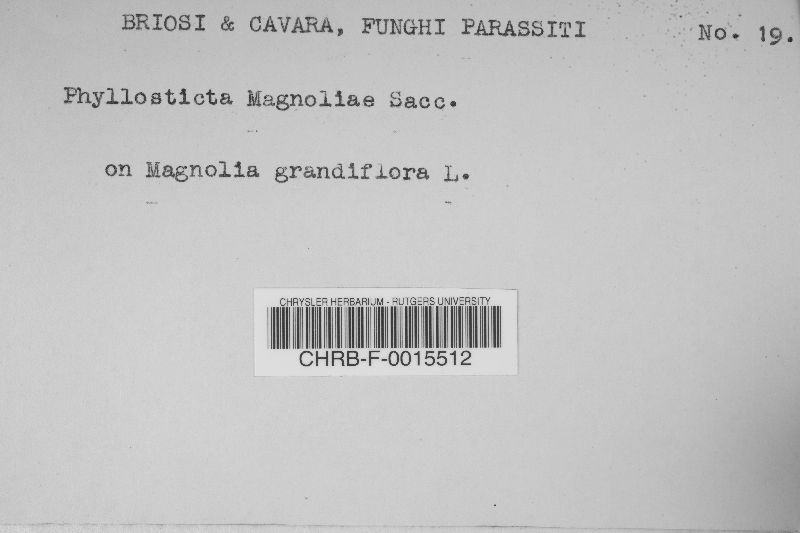 BRIOSI & CAVARA, FUNGHI PARASSITI No. 19.
Phyllosticta Magnoliae Sacc.
on Magnolia grandiflora L.
CHRYSLER HERBARIUM - RUTGERS UNIVERSITY
CHRB-F-0015512